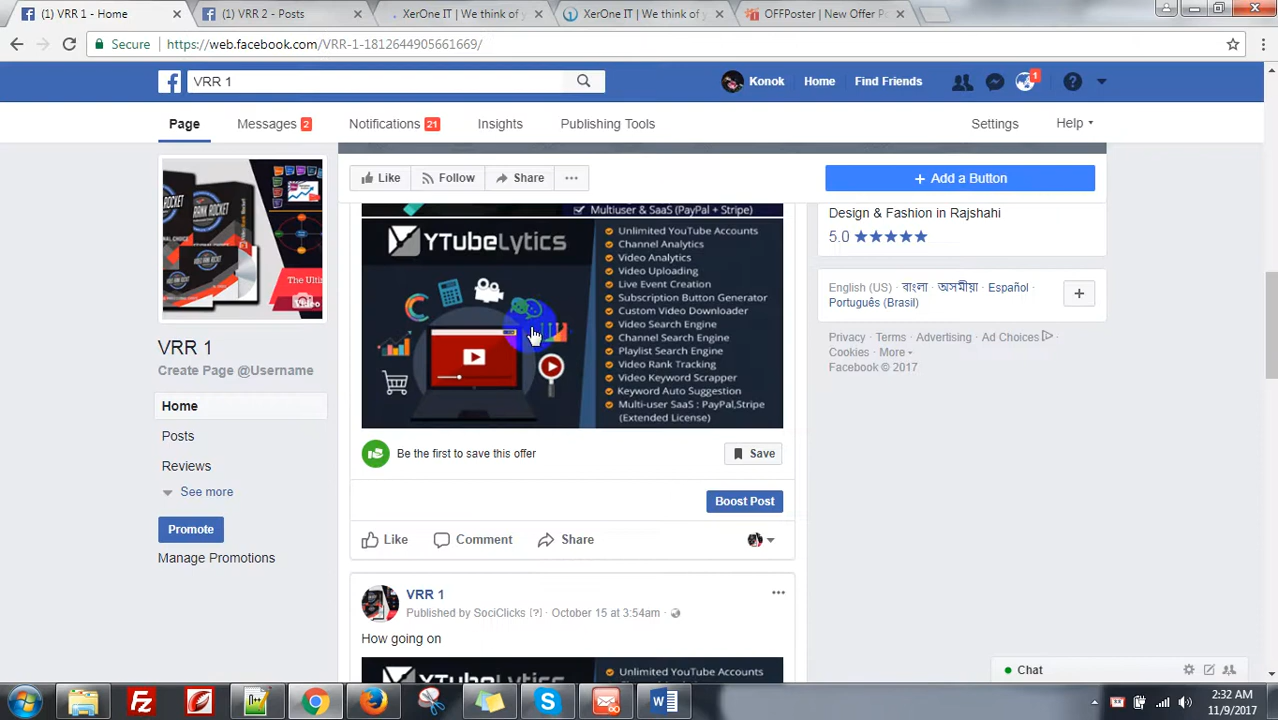 (1) VRR 1 - Home
(1) VRR 2 - Posts
XerOne IT | We think of y
XerOne IT | We think of y
OFFPoster | New Offer Po
Secure
https://web.facebook.com/VRR-1-1812644905661669/
VRR 1
Konok
Home
Find Friends
1
Page
Messages 2
Notifications 21
Insights
Publishing Tools
Settings
Help
Like
Follow
Share
Add a Button
Multiuser & SaaS (PayPal + Stripe)
YTubeLytics
Unlimited YouTube Accounts
Channel Analytics
Video Analytics
Video Uploading
Live Event Creation
Subscription Button Generator
Custom Video Downloader
Video Search Engine
Channel Search Engine
Playlist Search Engine
Video Rank Tracking
Video Keyword Scrapper
Keyword Auto Suggestion
Multi-user SaaS : PayPal,Stripe
(Extended License)
Design & Fashion in Rajshahi
5.0
English (US) · বাংলা · অসমীয়া · Español ·
Português (Brasil)
Privacy · Terms · Advertising · Ad Choices ·
Cookies · More
Facebook © 2017
RANK ROCKET
The Ulti
Video
VRR 1
Create Page @Username
Home
Posts
Reviews
See more
Promote
Manage Promotions
Be the first to save this offer
Save
Boost Post
Like
Comment
Share
VRR 1
Published by SociClicks [?] · October 15 at 3:54am ·
How going on
Unlimited YouTube Accounts
Chat
2:32 AM
11/9/2017